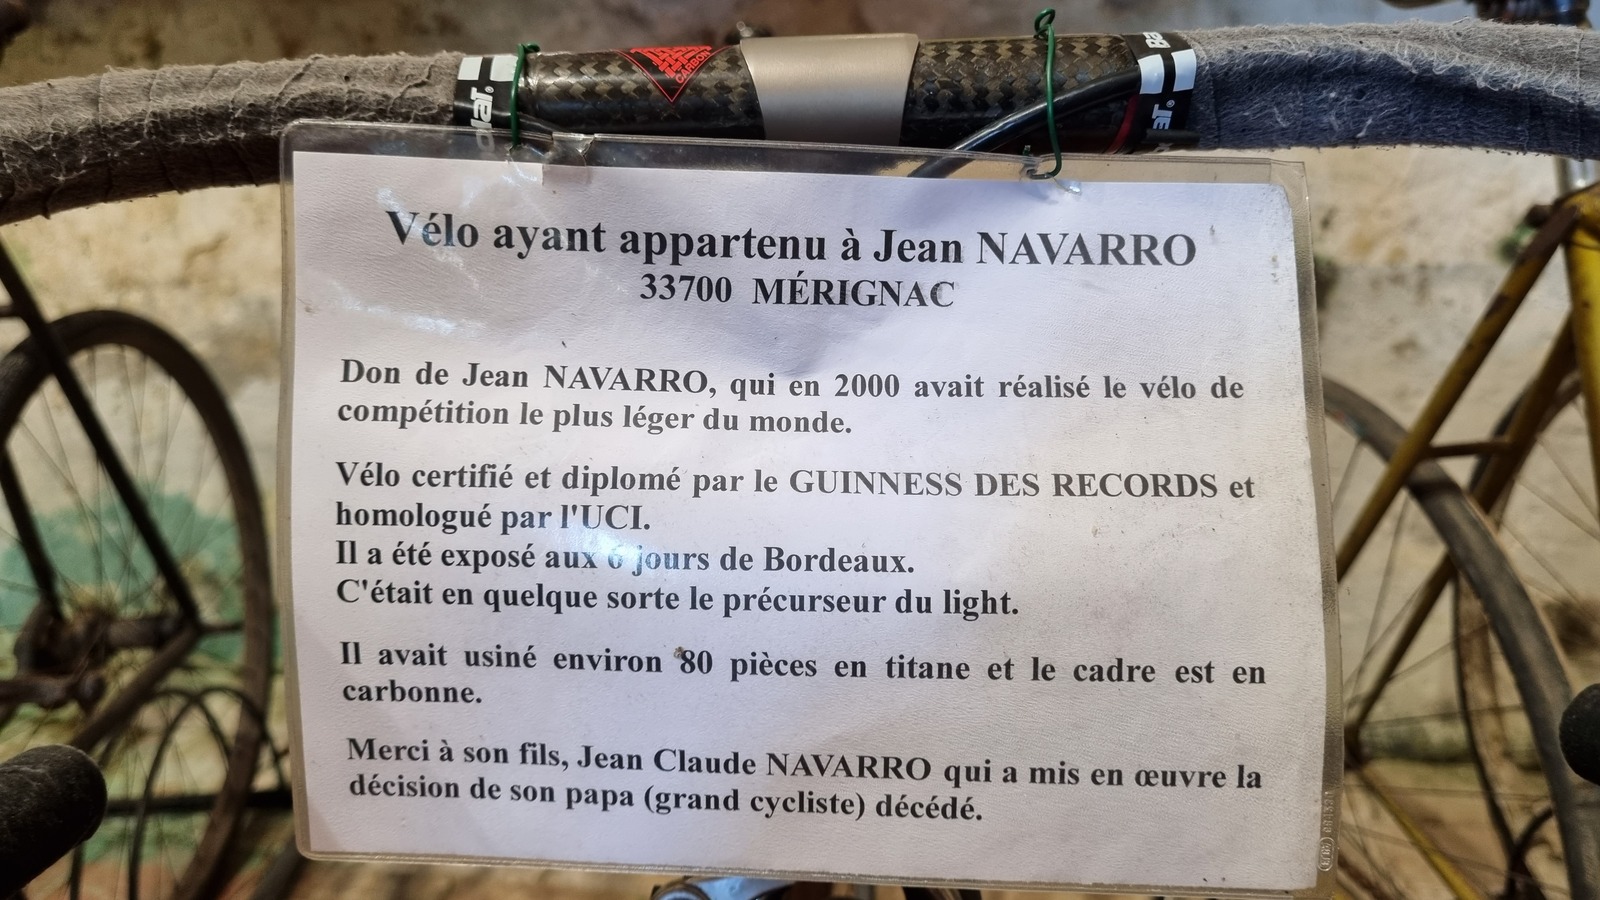 CARBON
Vélo ayant appartenu à Jean NAVARRO
33700 MÉRIGNAC
Don de Jean NAVARRO, qui en 2000 avait réalisé le vélo de
compétition le plus léger du monde.
Vélo certifié et diplomé par le GUINNESS DES RECORDS et
homologué par l'UCI.
Il a été exposé aux 6 jours de Bordeaux.
C'était en quelque sorte le précurseur du light.
Il avait usiné environ 80 pièces en titane et le cadre est en
carbonne.
Merci à son fils, Jean Claude NAVARRO qui a mis en œuvre la
décision de son papa (grand cycliste) décédé.